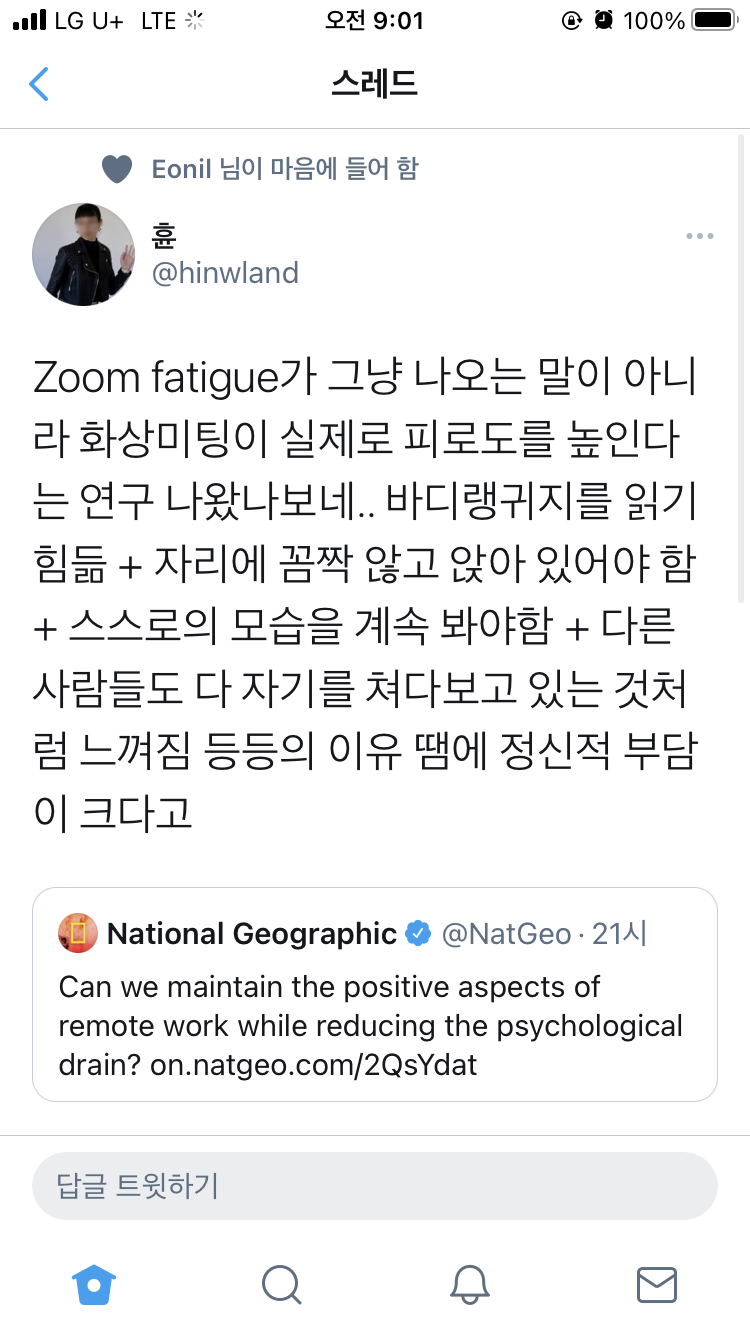 LG U+ LTE 오전 9:01 100%
스레드
Eonil 님이 마음에 들어 함
휸
@hinwland
Zoom fatigue가 그냥 나오는 말이 아니
라 화상미팅이 실제로 피로도를 높인다
는 연구 나왔나보네.. 바디랭귀지를 읽기
힘듦 + 자리에 꼼짝 않고 앉아 있어야 함
+ 스스로의 모습을 계속 봐야함 + 다른
사람들도 다 자기를 쳐다보고 있는 것처
럼 느껴짐 등등의 이유 땜에 정신적 부담
이 크다고
National Geographic @NatGeo · 21시
Can we maintain the positive aspects of
remote work while reducing the psychological
drain? on.natgeo.com/2QsYdat
답글 트윗하기